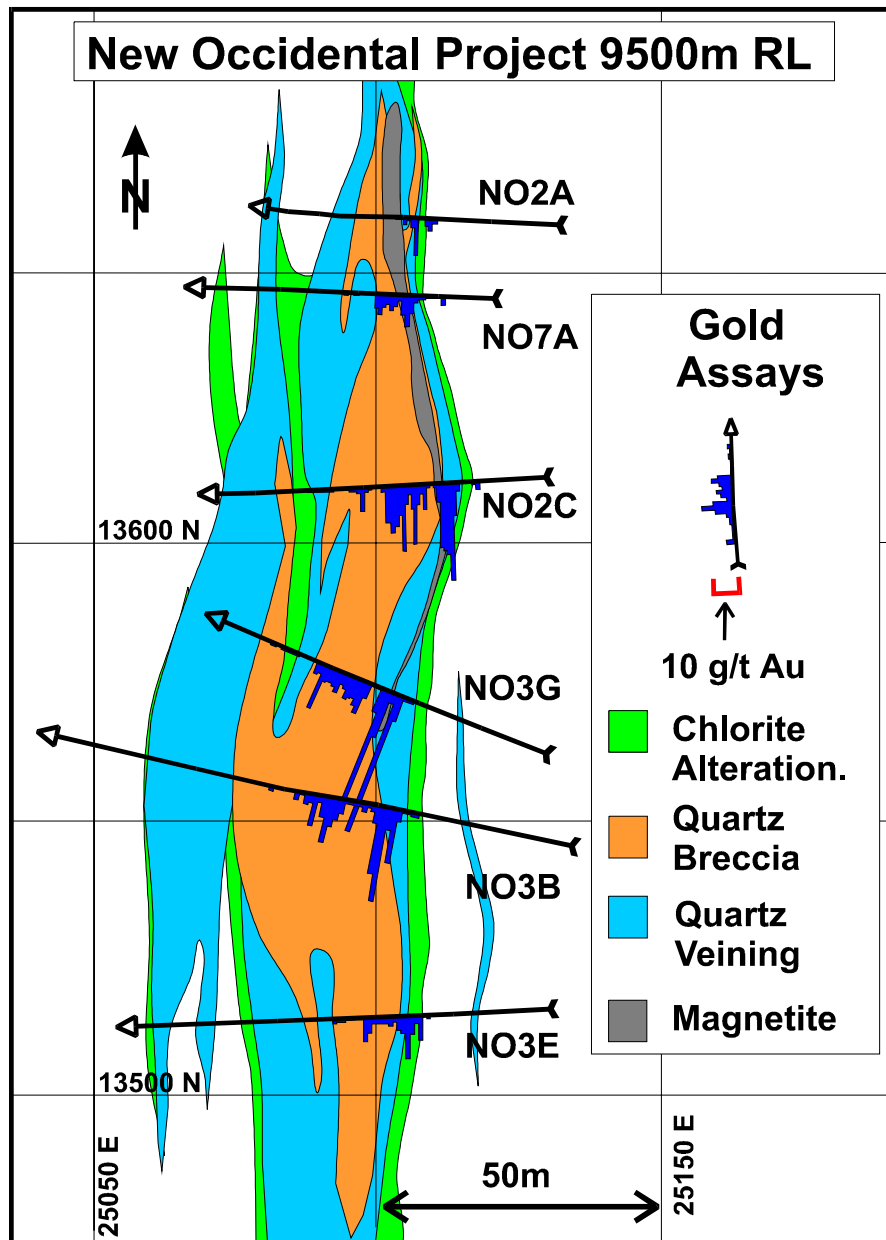 New Occidental Project 9500m RL
N
NO2A
NO7A
NO2C
13600 N
NO3G
NO3B
NO3E
13500 N
25050 E
50m
25150 E
Gold
Assays
10 g/t Au
Chlorite
Alteration.
Quartz
Breccia
Quartz
Veining
Magnetite